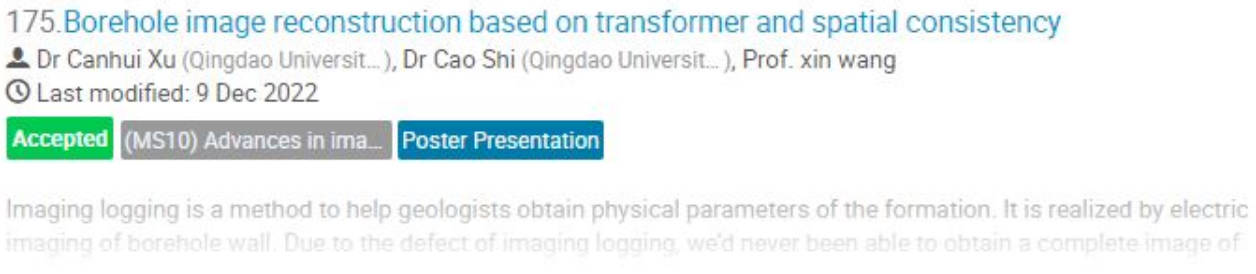 175.Borehole image reconstruction based on transformer and spatial consistency
Dr Canhui Xu (Qingdao Universit...), Dr Cao Shi (Qingdao Universit...), Prof. xin wang
Last modified: 9 Dec 2022
Accepted (MS10) Advances in ima... Poster Presentation
Imaging logging is a method to help geologists obtain physical parameters of the formation. It is realized by electric
imaging of borehole wall. Due to the defect of imaging logging, we'd never been able to obtain a complete image of